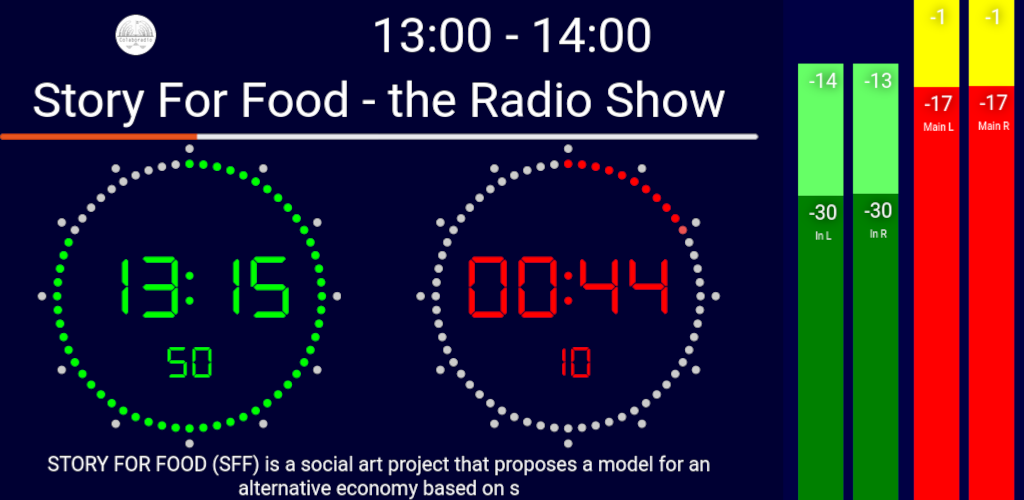 13:00 - 14:00
Story For Food - the Radio Show
13:15
50
00:44
10
STORY FOR FOOD (SFF) is a social art project that proposes a model for an
alternative economy based on s
-14
-30
In L
-13
-30
In R
-1
-17
Main L
-1
-17
Main R